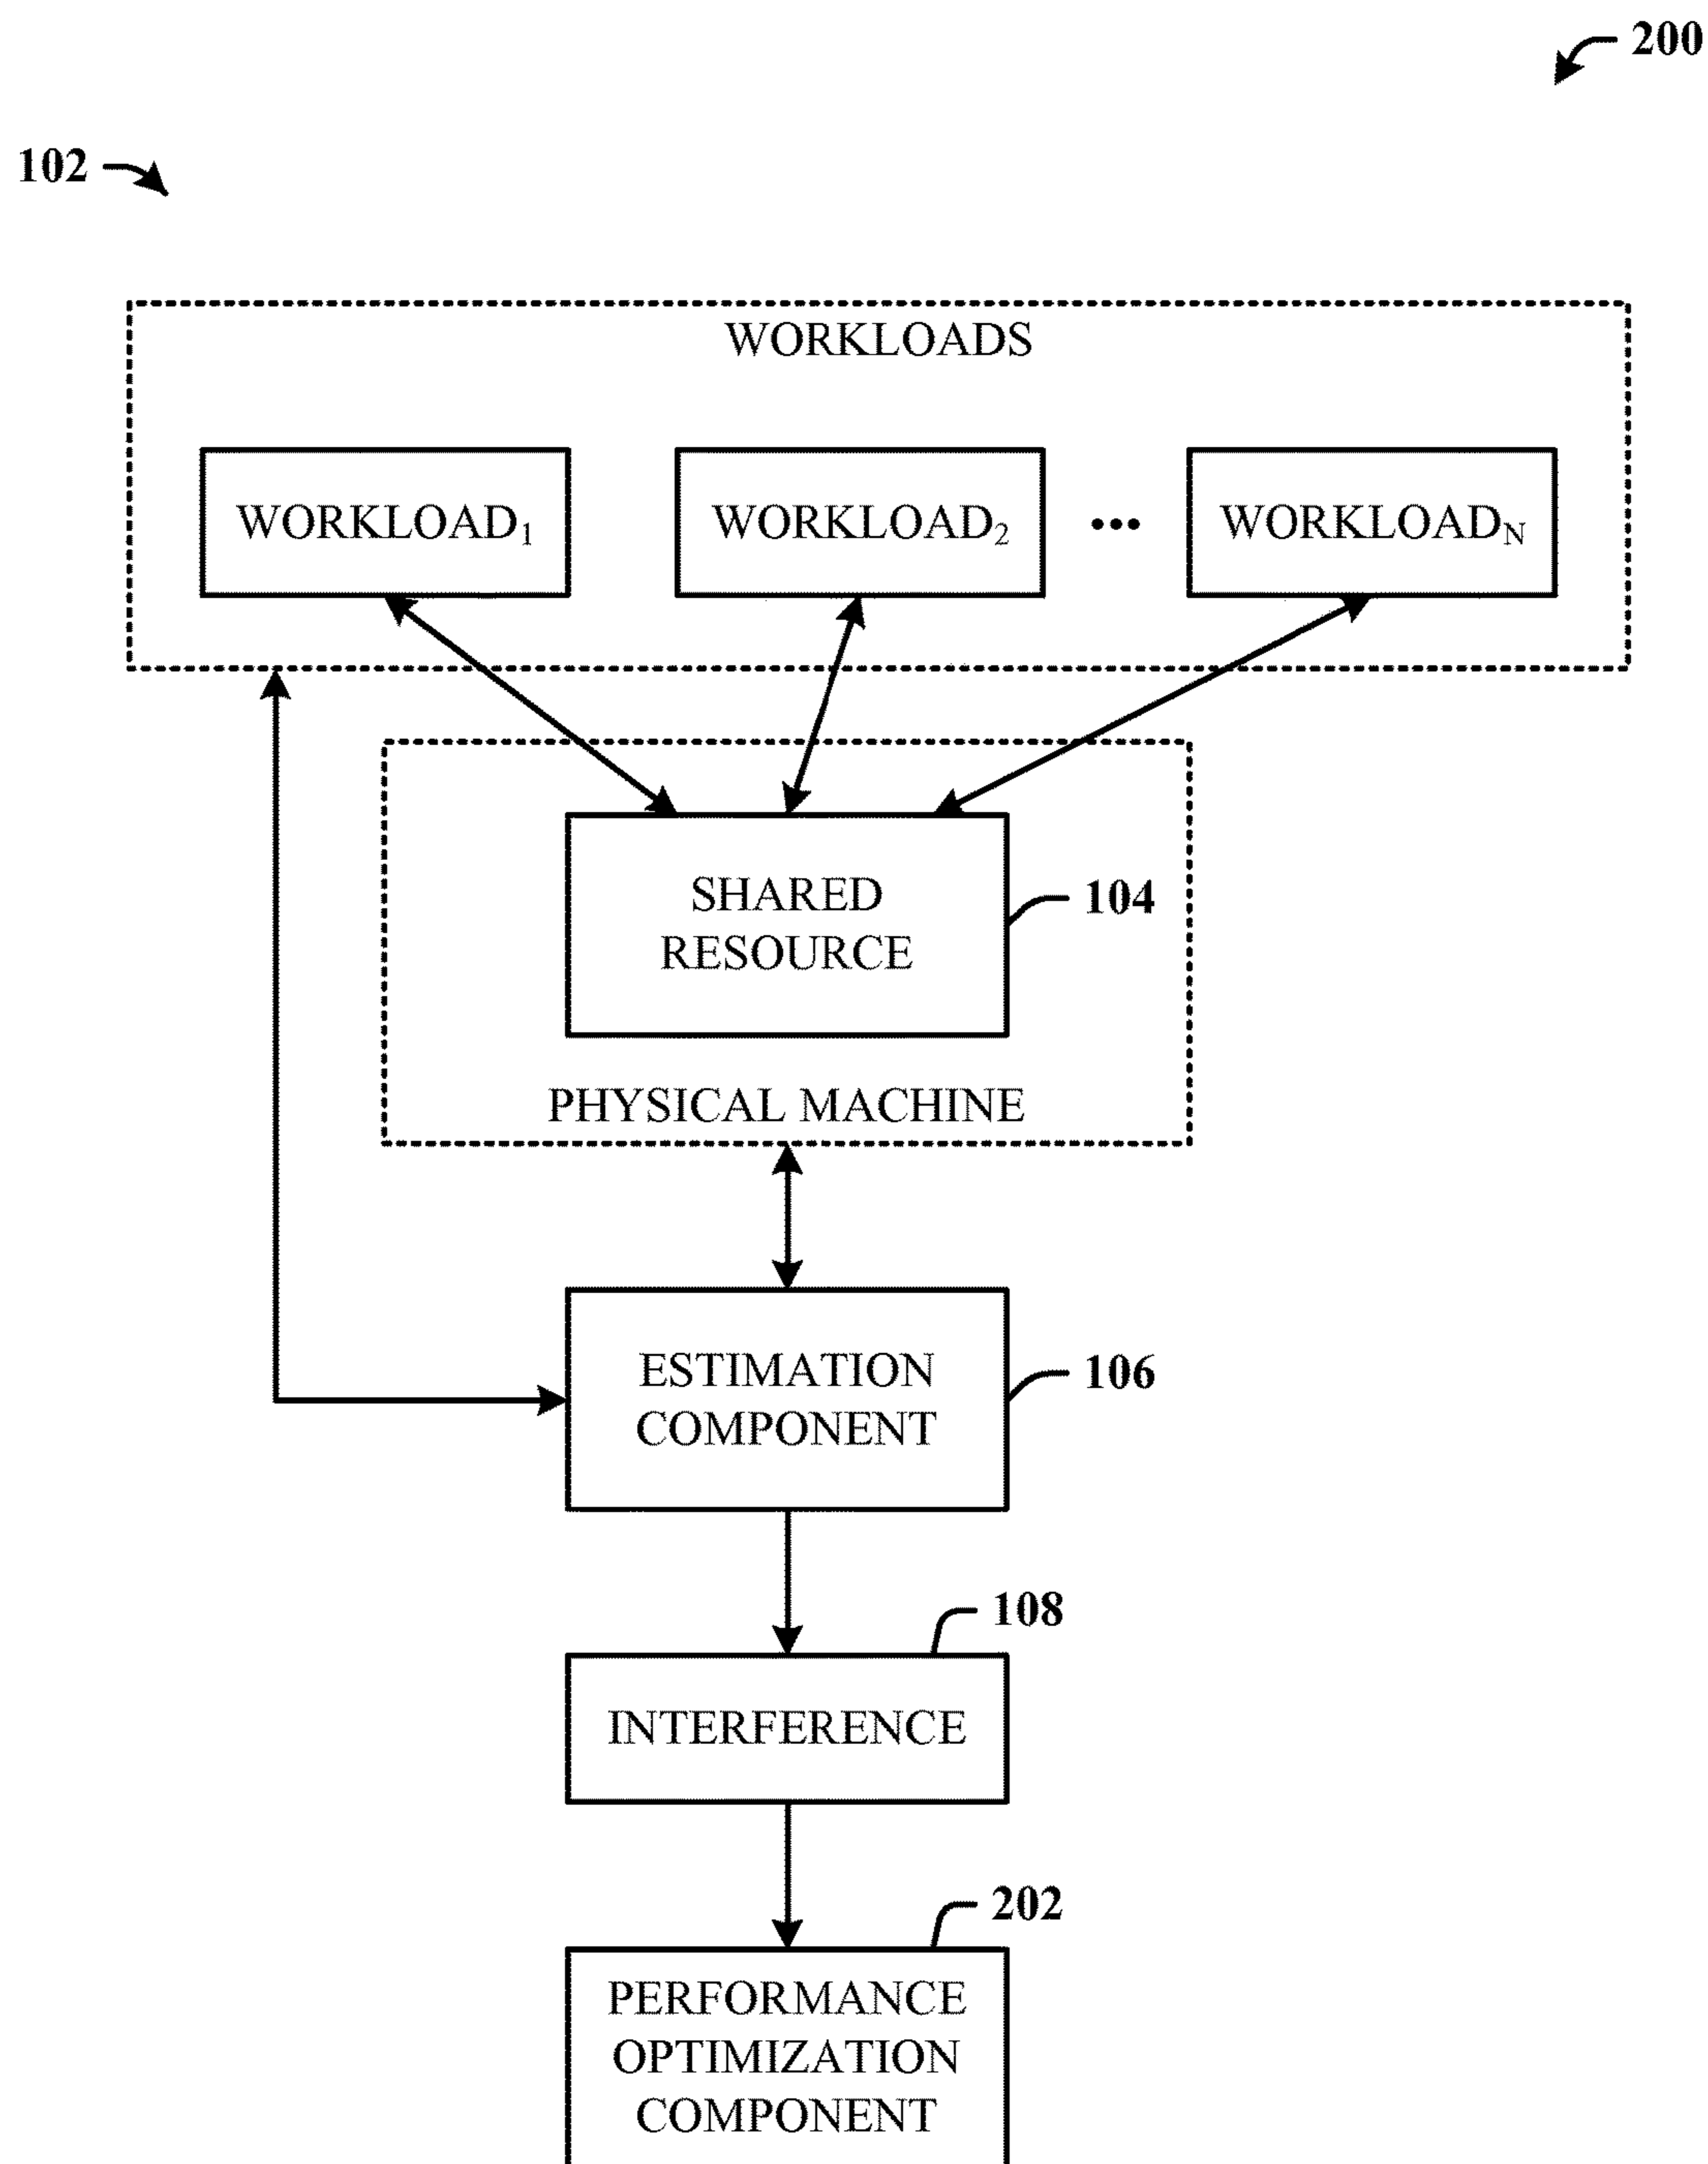 200
102
WORKLOADS
WORKLOAD₁ WORKLOAD₂ ••• WORKLOADN
SHARED
RESOURCE
104
PHYSICAL MACHINE
ESTIMATION
COMPONENT
106
108
INTERFERENCE
202
PERFORMANCE
OPTIMIZATION
COMPONENT